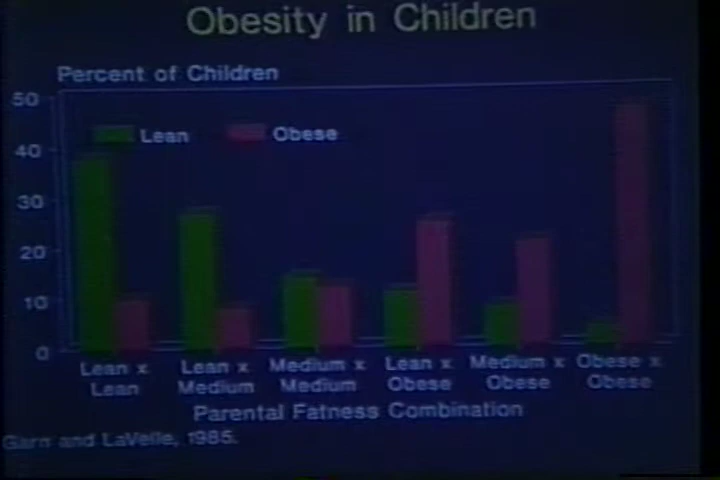 Obesity in Children
Percent of Children
50
40
30
20
10
0
Lean
Obese
Lean x Lean
Lean x Medium
Medium x Medium
Lean x Obese
Medium x Obese
Obese x Obese
Parental Fatness Combination
Garn and LaVelle, 1985.